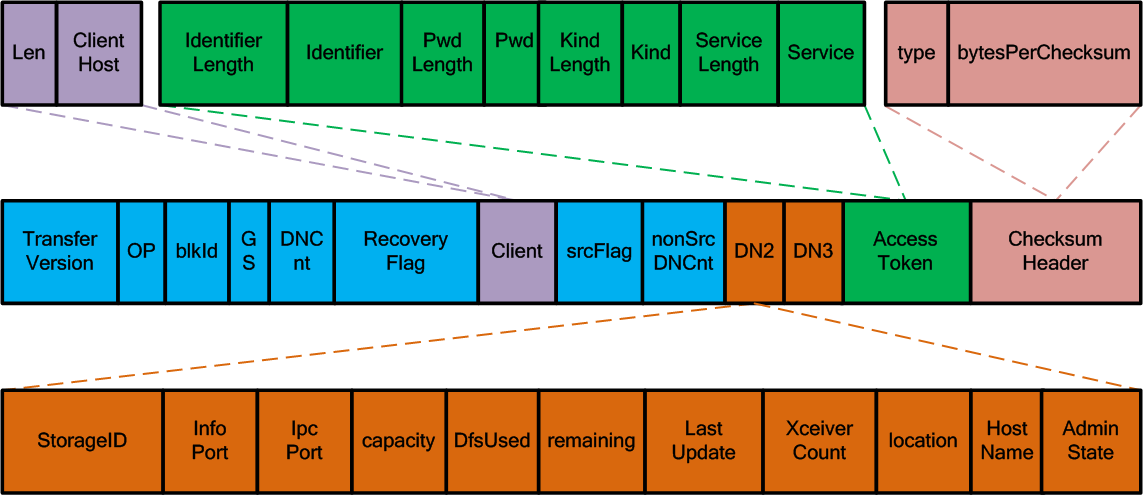 Len
Client
Host
Identifier
Length
Identifier
Pwd
Length
Pwd
Kind
Length
Kind
Service
Length
Service
type
bytesPerChecksum
Transfer
Version
OP
blkId
G
S
DNC
nt
Recovery
Flag
Client
srcFlag
nonSrc
DNCnt
DN2
DN3
Access
Token
Checksum
Header
StorageID
Info
Port
Ipc
Port
capacity
DfsUsed
remaining
Last
Update
Xceiver
Count
location
Host
Name
Admin
State